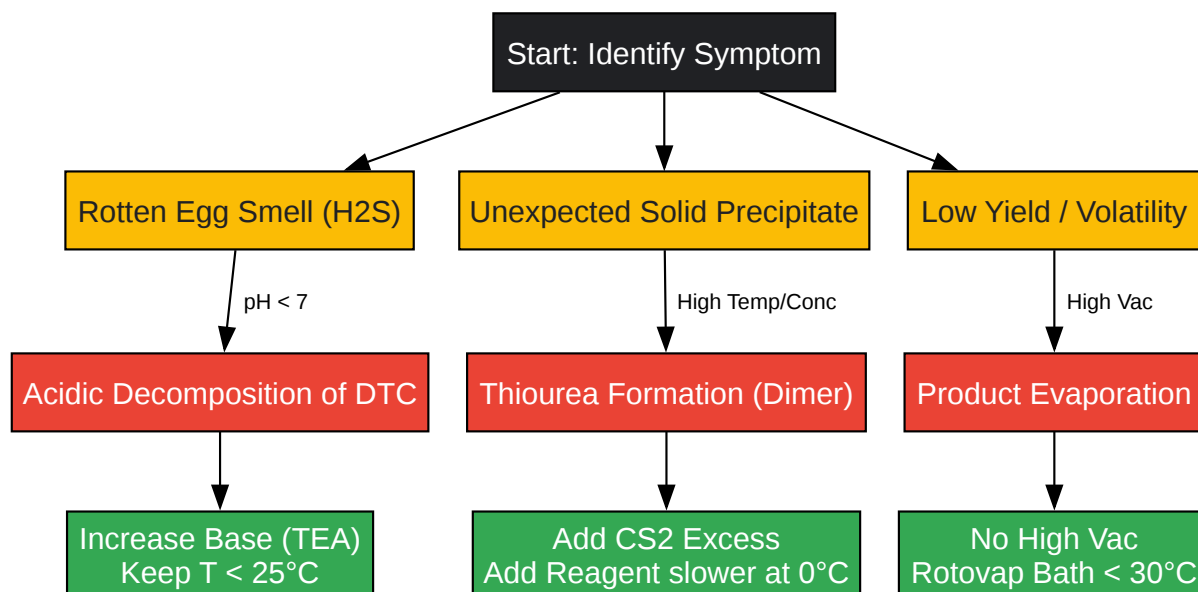 Start: Identify Symptom
Rotten Egg Smell (H2S)
Unexpected Solid Precipitate
Low Yield / Volatility
pH < 7
High Temp/Conc
High Vac
Acidic Decomposition of DTC
Thiourea Formation (Dimer)
Product Evaporation
Increase Base (TEA)
Keep T < 25°C
Add CS2 Excess
Add Reagent slower at 0°C
No High Vac
Rotovap Bath < 30°C